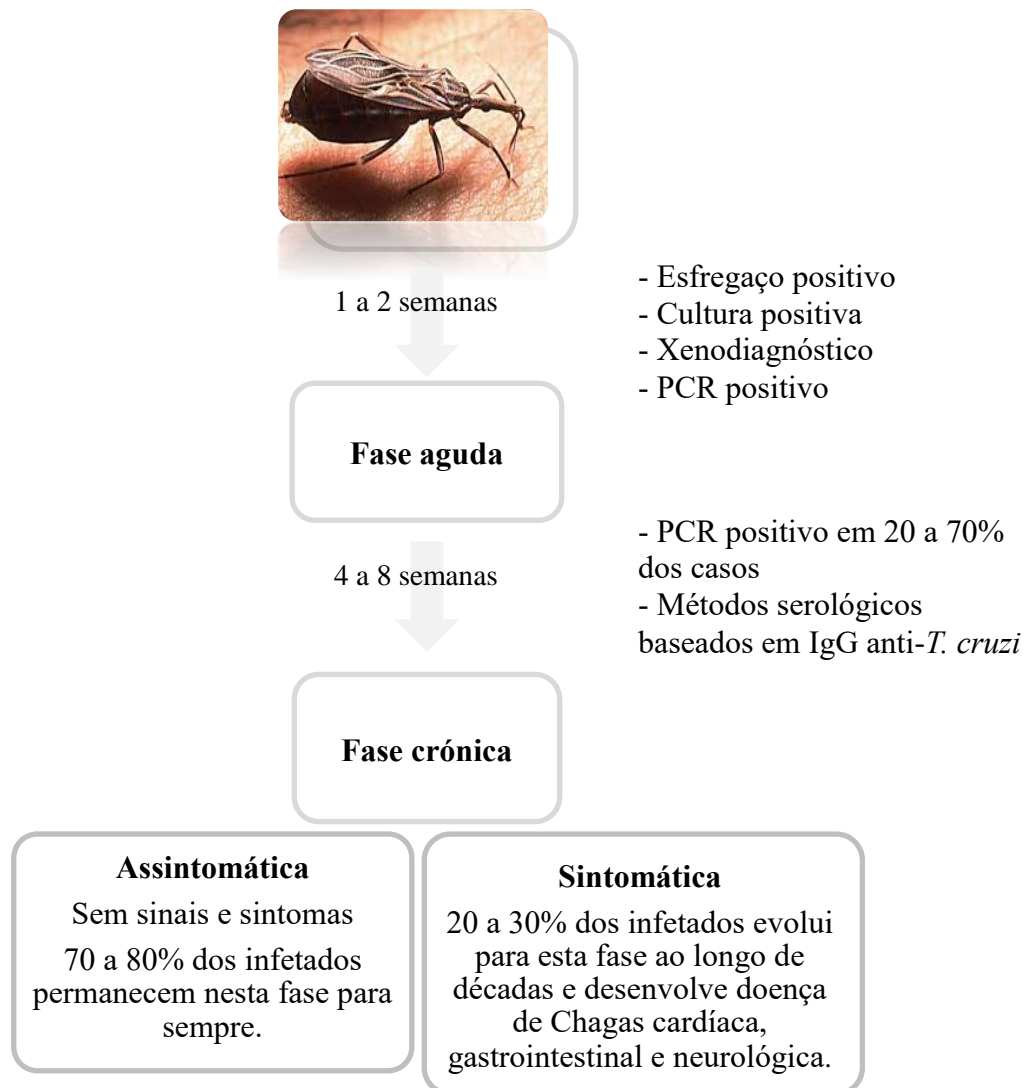 1 a 2 semanas
- Esfregaço positivo
- Cultura positiva
- Xenodiagnóstico
- PCR positivo
Fase aguda
4 a 8 semanas
- PCR positivo em 20 a 70%
dos casos
- Métodos serológicos
baseados em IgG anti-T. cruzi
Fase crónica
Assintomática
Sem sinais e sintomas
70 a 80% dos infetados
permanecem nesta fase para
sempre.
Sintomática
20 a 30% dos infetados evolui
para esta fase ao longo de
décadas e desenvolve doença
de Chagas cardíaca,
gastrointestinal e neurológica.